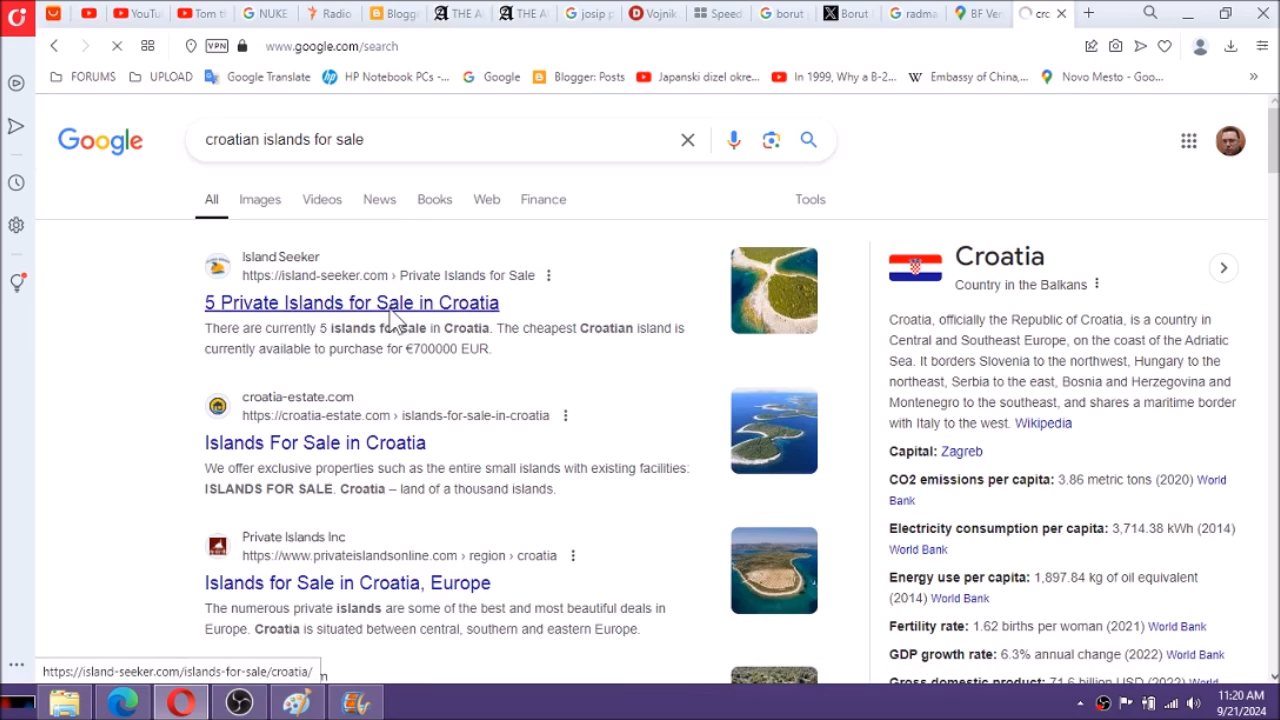 YouTu
Tom tl
NUKE
Radio
Blogg
THE A
THE A
josip p
Vojnik
Speed
borut
Borut
radma
BF Ver
crc
VPN
www.google.com/search
FORUMS
UPLOAD
Google Translate
HP Notebook PCs -...
Google
Blogger: Posts
Japanski dizel okre...
In 1999, Why a B-2...
Embassy of China,...
Novo Mesto - Goo...
»
Google
croatian islands for sale
All
Images
Videos
News
Books
Web
Finance
Tools
Island Seeker
https://island-seeker.com › Private Islands for Sale
5 Private Islands for Sale in Croatia
There are currently 5 islands for sale in Croatia. The cheapest Croatian island is
currently available to purchase for €700000 EUR.
croatia-estate.com
https://croatia-estate.com › islands-for-sale-in-croatia
Islands For Sale in Croatia
We offer exclusive properties such as the entire small islands with existing facilities:
ISLANDS FOR SALE. Croatia – land of a thousand islands.
Private Islands Inc
https://www.privateislandsonline.com › region › croatia
Islands for Sale in Croatia, Europe
The numerous private islands are some of the best and most beautiful deals in
Europe. Croatia is situated between central, southern and eastern Europe.
Croatia
Country in the Balkans
Croatia, officially the Republic of Croatia, is a country in
Central and Southeast Europe, on the coast of the Adriatic
Sea. It borders Slovenia to the northwest, Hungary to the
northeast, Serbia to the east, Bosnia and Herzegovina and
Montenegro to the southeast, and shares a maritime border
with Italy to the west. Wikipedia
Capital: Zagreb
CO2 emissions per capita: 3.86 metric tons (2020) World
Bank
Electricity consumption per capita: 3,714.38 kWh (2014)
World Bank
Energy use per capita: 1,897.84 kg of oil equivalent
(2014) World Bank
Fertility rate: 1.62 births per woman (2021) World Bank
GDP growth rate: 6.3% annual change (2022) World Bank
Gross domestic product: 71.6 billion USD (2022) World
https://island-seeker.com/islands-for-sale/croatia/
11:20 AM
9/21/2024